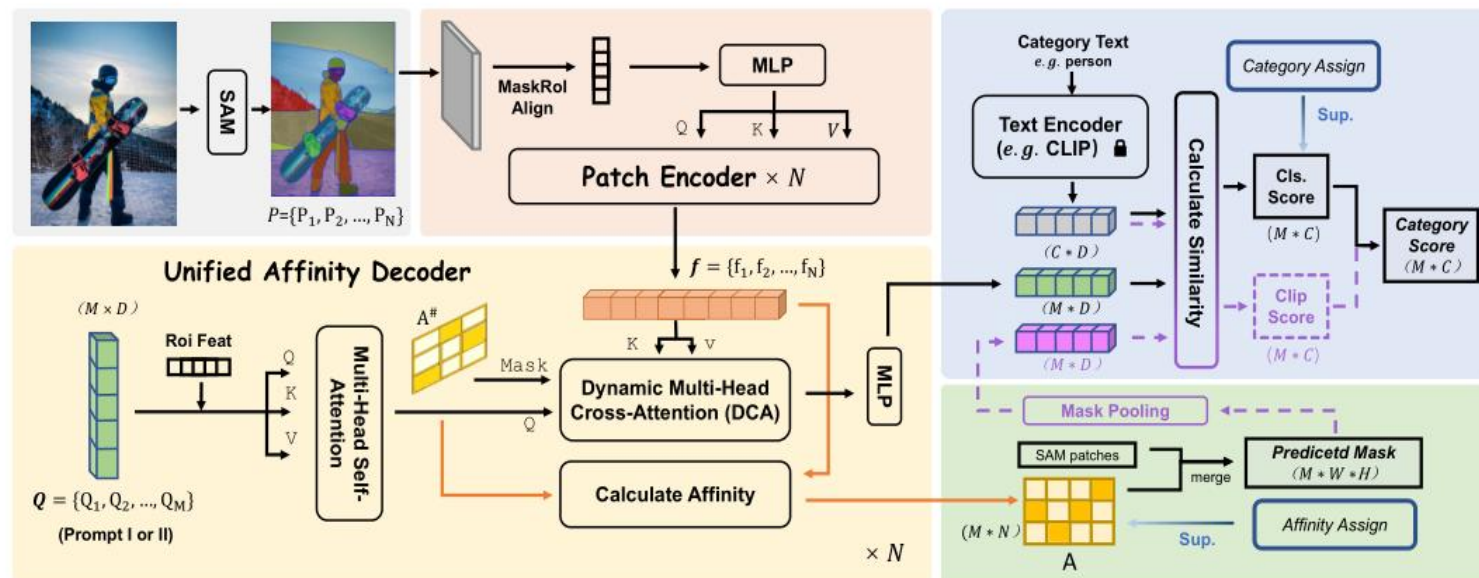 SAM
P={P₁, P₂, ..., P_N}
MaskRoI
Align
MLP
Q
K
V
Patch Encoder × N
Unified Affinity Decoder
(M × D)
Roi Feat
Q
K
V
Multi-Head Self-
Attention
Q = {Q₁, Q₂, ..., Q_M}
(Prompt I or II)
A#
Mask
Q
f = {f₁, f₂, ..., f_N}
K
V
Dynamic Multi-Head
Cross-Attention (DCA)
Calculate Affinity
MLP
× N
Category Text
e.g. person
Text Encoder
(e.g. CLIP)
(C * D)
(M * D)
(M * D)
Calculate Similarity
Category Assign
Sup.
Cls.
Score
(M * C)
Clip
Score
(M * C)
Category
Score
(M * C)
Mask Pooling
SAM patches
merge
Predicetd Mask
(M * W * H)
(M * N)
A
Sup.
Affinity Assign